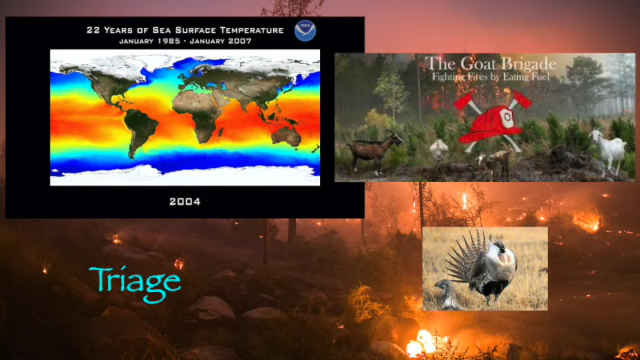 22 Years of Sea Surface Temperature
January 1985 - January 2007
2004
The Goat Brigade
Fighting Fires by Eating Fuel
Triage